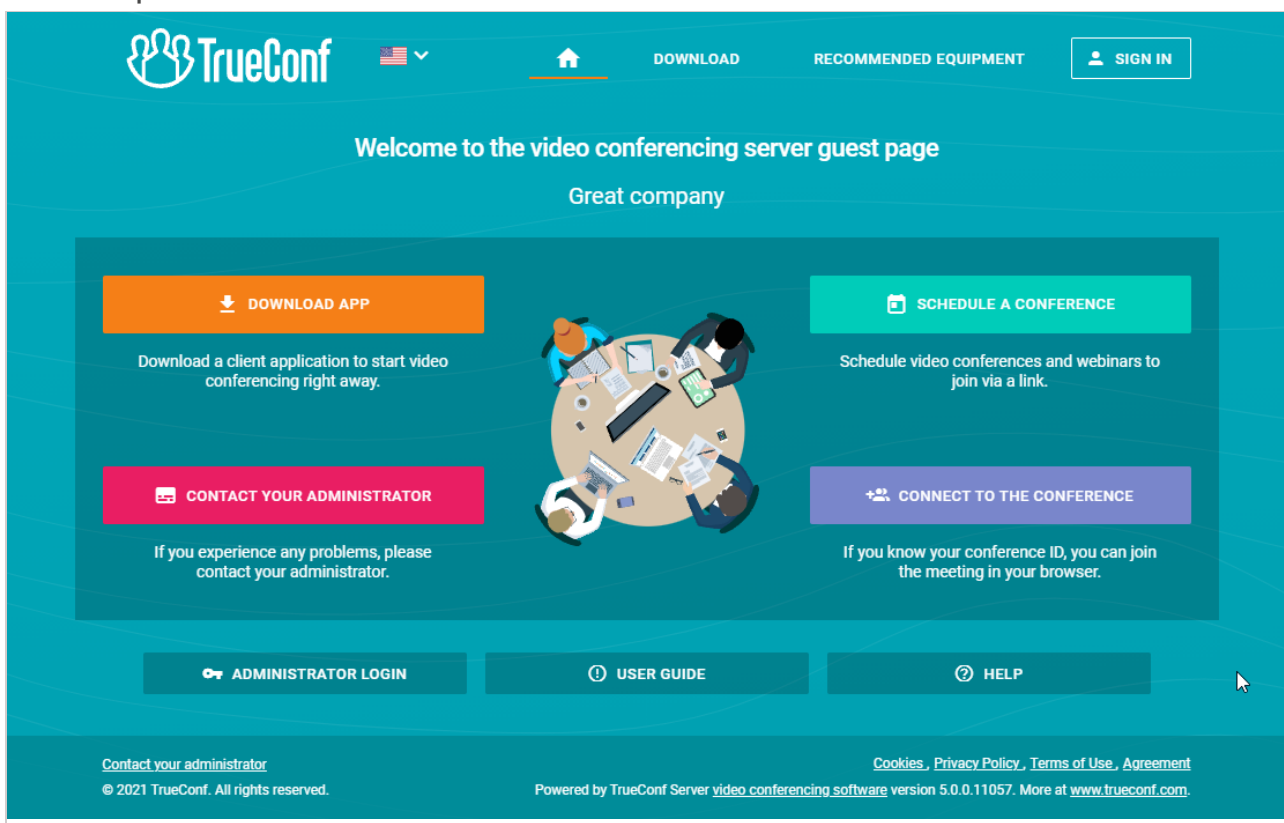 TrueConf
DOWNLOAD
RECOMMENDED EQUIPMENT
SIGN IN
Welcome to the video conferencing server guest page
Great company
DOWNLOAD APP
Download a client application to start video
conferencing right away.
SCHEDULE A CONFERENCE
Schedule video conferences and webinars to
join via a link.
CONTACT YOUR ADMINISTRATOR
If you experience any problems, please
contact your administrator.
CONNECT TO THE CONFERENCE
If you know your conference ID, you can join
the meeting in your browser.
ADMINISTRATOR LOGIN
USER GUIDE
HELP
Contact your administrator
Cookies , Privacy Policy , Terms of Use , Agreement
© 2021 TrueConf. All rights reserved.
Powered by TrueConf Server video conferencing software version 5.0.0.11057. More at www.trueconf.com.